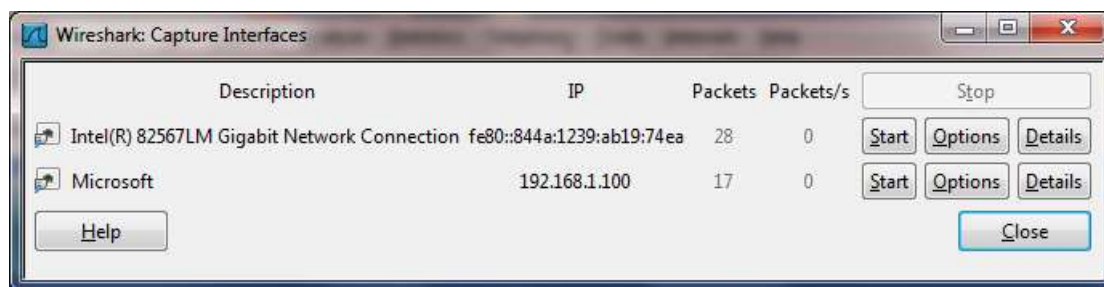 Wireshark: Capture Interfaces
Description IP Packets Packets/s Stop
Intel(R) 82567LM Gigabit Network Connection fe80::844a:1239:ab19:74ea 28 0 Start Options Details
Microsoft 192.168.1.100 17 0 Start Options Details
Help Close